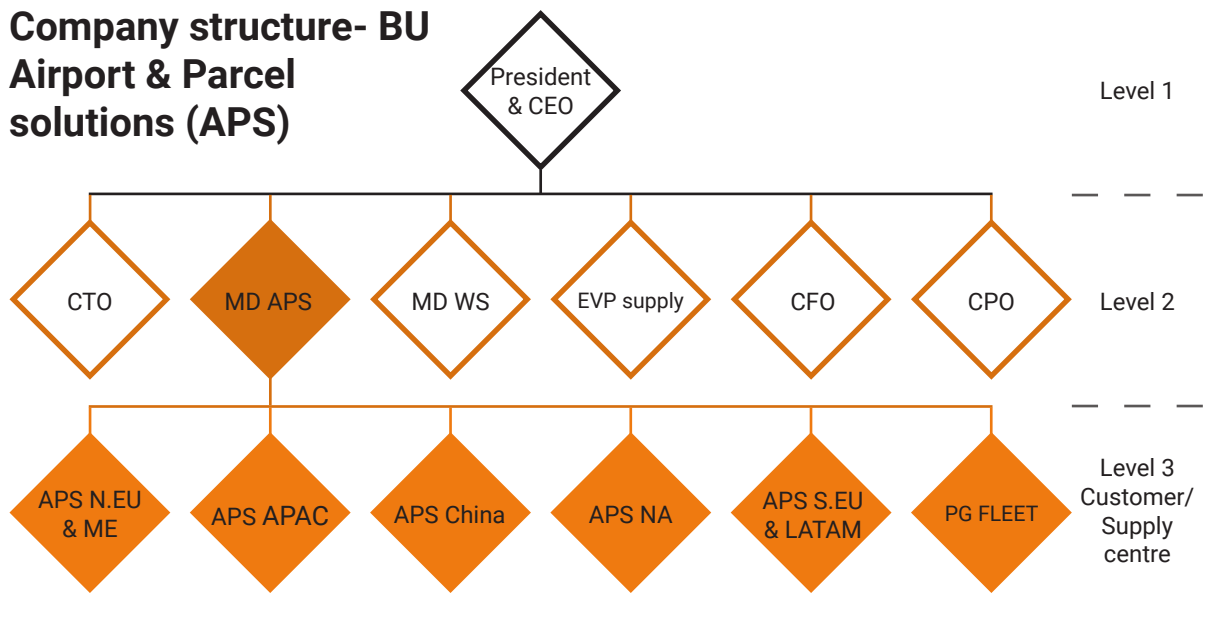 Company structure- BU
Airport & Parcel
solutions (APS)
President
& CEO
Level 1
CTO
MD APS
MD WS
EVP supply
CFO
CPO
Level 2
APS N.EU
& ME
APS APAC
APS China
APS NA
APS S.EU
& LATAM
PG FLEET
Level 3
Customer/
Supply
centre